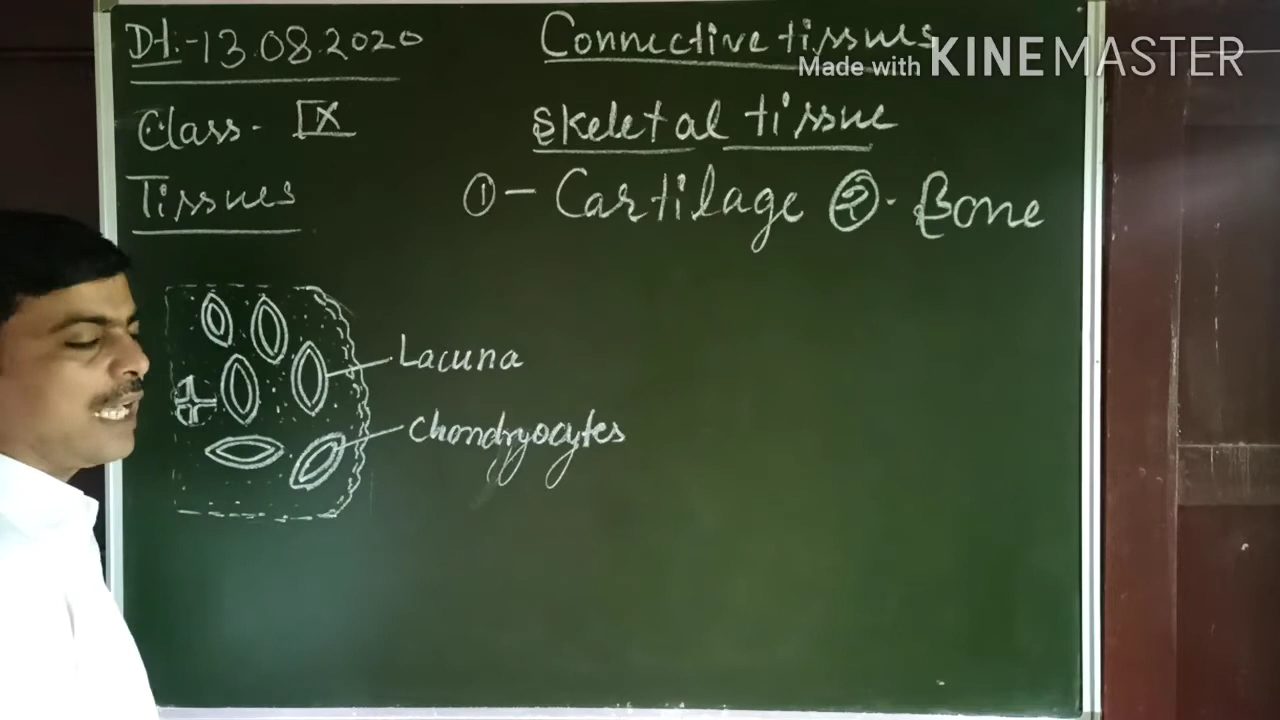 Dt:-13.08.2020
Connective tissues
Made with KINEMASTER
Class- IX
Skeletal tissue
Tissues
① - Cartilage ②. Bone
Lacuna
Chondryocytes